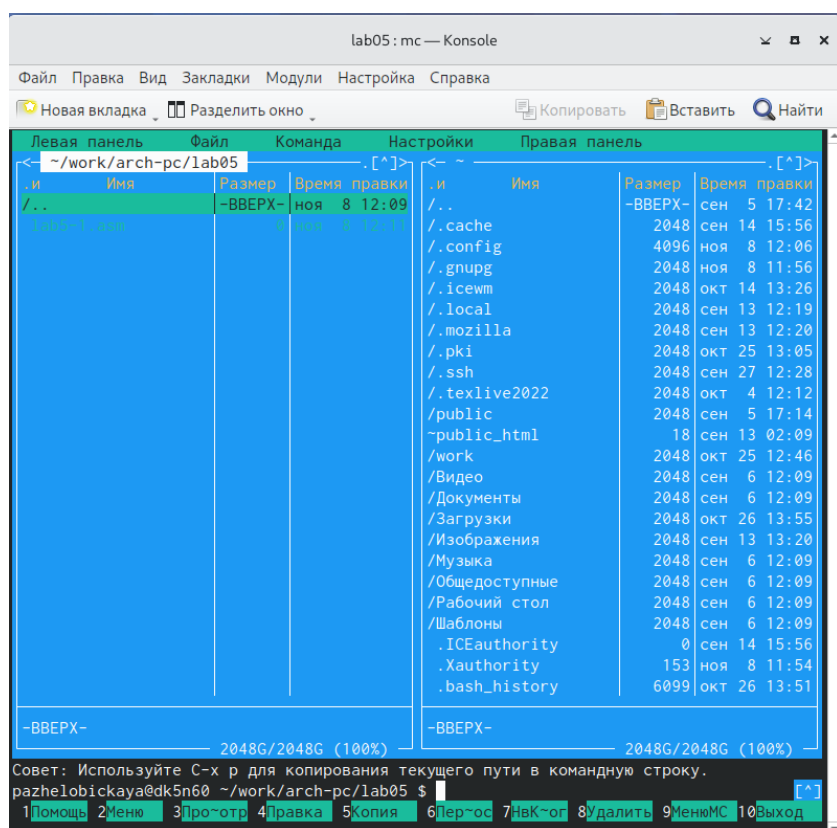 lab05 : mc — Konsole
Файл Правка Вид Закладки Модули Настройка Справка
Новая вкладка Разделить окно Копировать Вставить Найти
Левая панель Файл Команда Настройки Правая панель
<— ~/work/arch-pc/lab05 .[^]>
.и Имя Размер Время правки
/.. -ВВЕРХ- ноя 8 12:09
lab5-1.asm 0 ноя 8 12:11
-ВВЕРХ-
2048G/2048G (100%)
<— ~ .[^]>
.и Имя Размер Время правки
/.. -ВВЕРХ- сен 5 17:42
/.cache 2048 сен 14 15:56
/.config 4096 ноя 8 12:06
/.gnupg 2048 ноя 8 11:56
/.icewm 2048 окт 14 13:26
/.local 2048 сен 13 12:19
/.mozilla 2048 сен 13 12:20
/.pki 2048 окт 25 13:05
/.ssh 2048 сен 27 12:28
/.texlive2022 2048 окт 4 12:12
/public 2048 сен 5 17:14
~public_html 18 сен 13 02:09
/work 2048 окт 25 12:46
/Видео 2048 сен 6 12:09
/Документы 2048 сен 6 12:09
/Загрузки 2048 окт 26 13:55
/Изображения 2048 сен 13 13:20
/Музыка 2048 сен 6 12:09
/Общедоступные 2048 сен 6 12:09
/Рабочий стол 2048 сен 6 12:09
/Шаблоны 2048 сен 6 12:09
.ICEauthority 0 сен 14 15:56
.Xauthority 153 ноя 8 11:54
.bash_history 6099 окт 26 13:51
-ВВЕРХ-
2048G/2048G (100%)
Совет: Используйте C-x p для копирования текущего пути в командную строку.
pazhelobickaya@dk5n60 ~/work/arch-pc/lab05 $ [^]
1Помощь 2Меню 3Про~отр 4Правка 5Копия 6Пер~ос 7НвК~ог 8Удалить 9МенюМС 10Выход